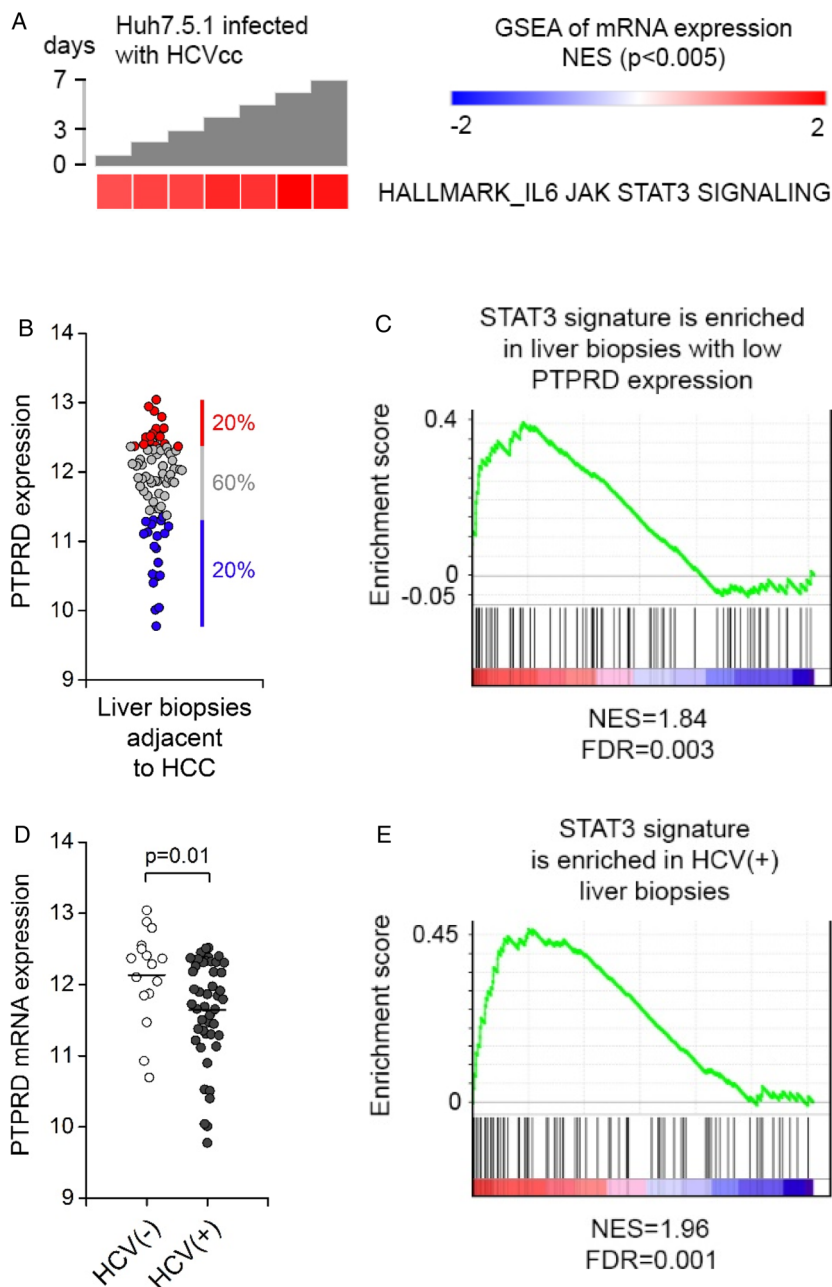 A
Huh7.5.1 infected
with HCVcc
days
7
3
0
GSEA of mRNA expression
NES (p<0.005)
-2
2
HALLMARK_IL6 JAK STAT3 SIGNALING
B
14
13
12
11
10
9
PTPRD expression
20%
60%
20%
Liver biopsies
adjacent
to HCC
C
STAT3 signature is enriched
in liver biopsies with low
PTPRD expression
0.4
0
-0.05
Enrichment score
NES=1.84
FDR=0.003
D
14
13
12
11
10
9
PTPRD mRNA expression
p=0.01
HCV(-)
HCV(+)
E
STAT3 signature
is enriched in HCV(+)
liver biopsies
0.45
0
Enrichment score
NES=1.96
FDR=0.001